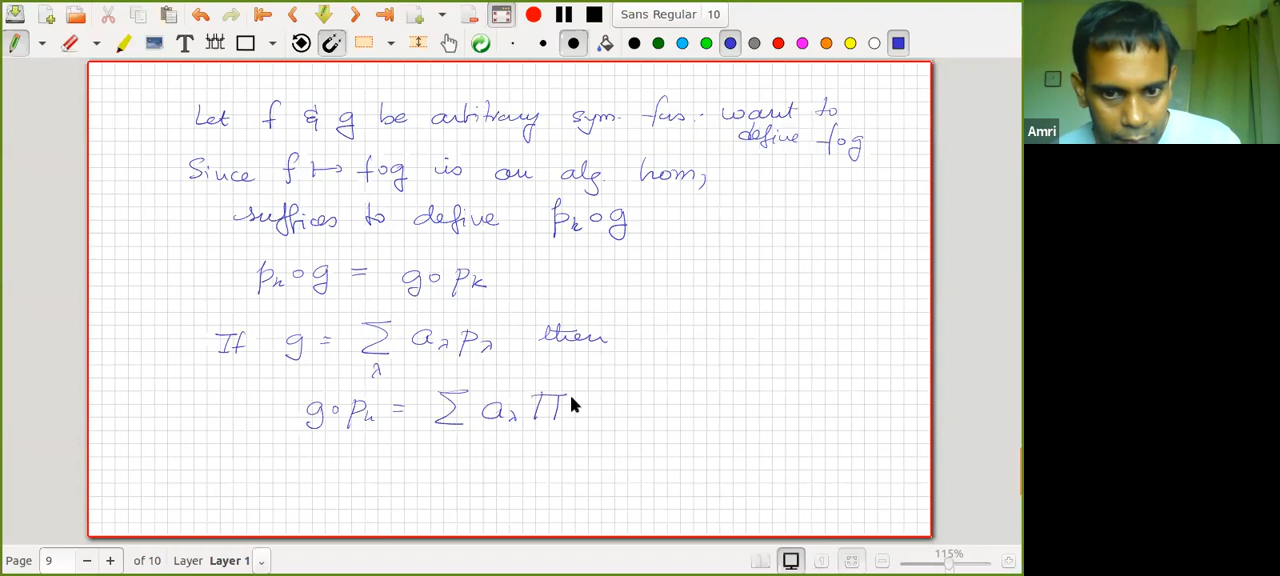 Sans Regular 10
Let f & g be arbitrary sym. fns. want to
define f∘g
Since f ↦ f∘g is an alg. hom,
suffices to define p_k∘g
p_k∘g = g∘p_k
If g = Σ_λ a_λ p_λ then
g∘p_k = Σ a_λ Π
Amri
Page 9 of 10 Layer Layer 1
115%